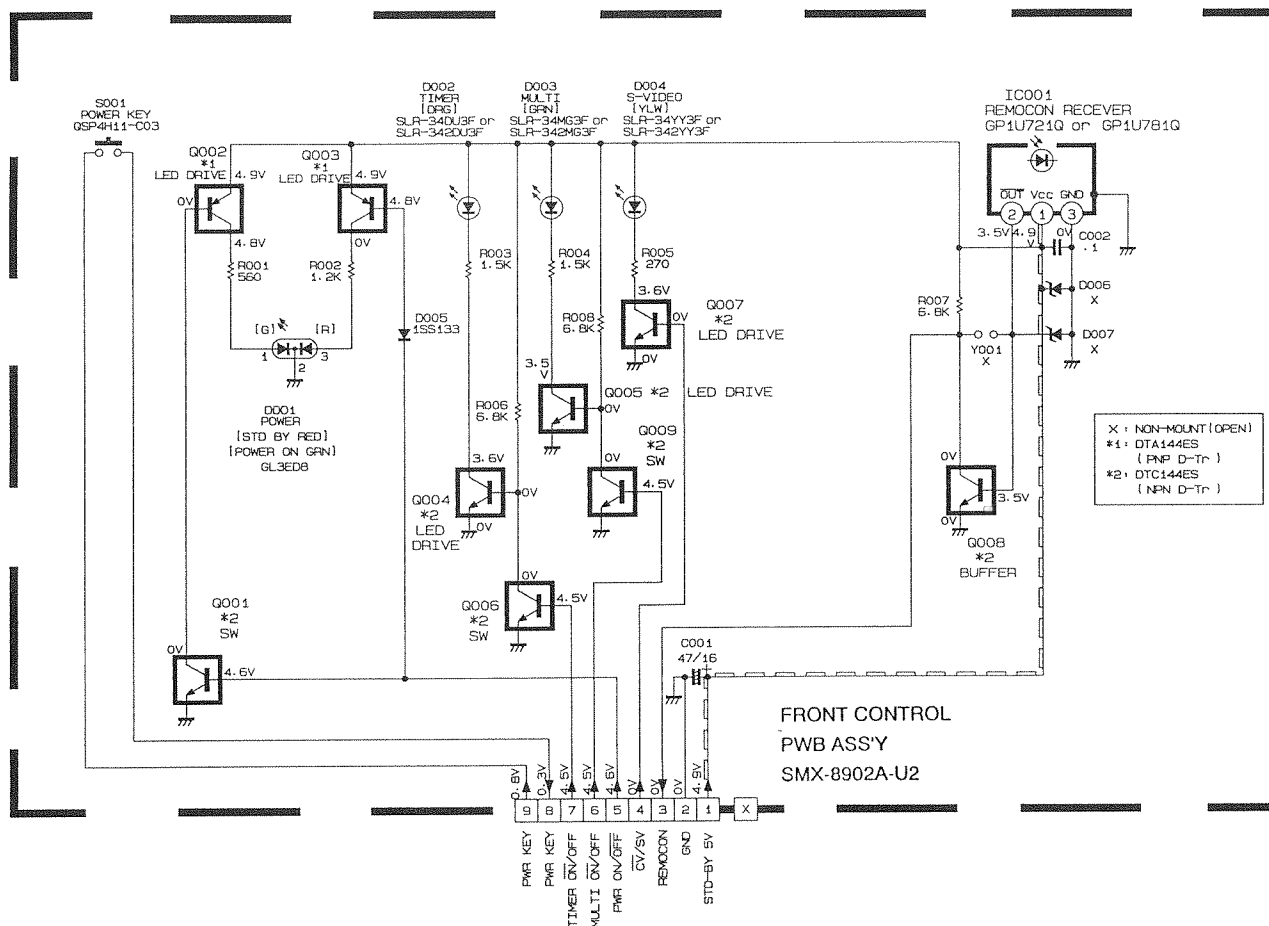 S001
POWER KEY
QSP4H11-C03
Q002
*1
LED DRIVE
4.9V
0V
4.8V
R001
560
Q003
*1
LED DRIVE
4.9V
4.8V
0V
R002
1.2K
[G]
[R]
1
2
3
D001
POWER
[STD BY RED]
[POWER ON GRN]
GL3ED8
D005
1SS133
D002
TIMER
[ORG]
SLR-34DU3F or
SLR-342DU3F
D003
MULTI
[GRN]
SLR-34MG3F or
SLR-342MG3F
D004
S-VIDEO
[YLW]
SLR-34YY3F or
SLR-342YY3F
R003
1.5K
R004
1.5K
R005
270
3.6V
Q007
*2
LED DRIVE
0V
0V
R008
6.8K
3.5
V
Q005 *2 LED DRIVE
0V
R006
6.8K
Q009
*2
SW
0V
4.5V
3.6V
0V
0V
Q004
*2
LED
DRIVE
0V
4.5V
Q006
*2
SW
Q001
*2
SW
0V
4.6V
IC001
REMOCON RECEVER
GP1U721Q or GP1U781Q
OUT Vcc GND
2 1 3
3.5V
4.9
V
0V
C002
.1
D006
X
D007
X
R007
6.8K
Y001
X
0V
3.5V
0V
Q008
*2
BUFFER
X : NON-MOUNT(OPEN)
*1: DTA144ES
( PNP D-Tr )
*2: DTC144ES
( NPN D-Tr )
C001
47/16
+
FRONT CONTROL
PWB ASS'Y
SMX-8902A-U2
0.8V
0.3V
4.5V
4.5V
4.6V
0V
0V
0V
4.9V
9 8 7 6 5 4 3 2 1 X
PWR KEY
PWR KEY
TIMER ON/OFF
MULTI ON/OFF
PWR ON/OFF
CV/SV
REMOCON
GND
STD-BY 5V